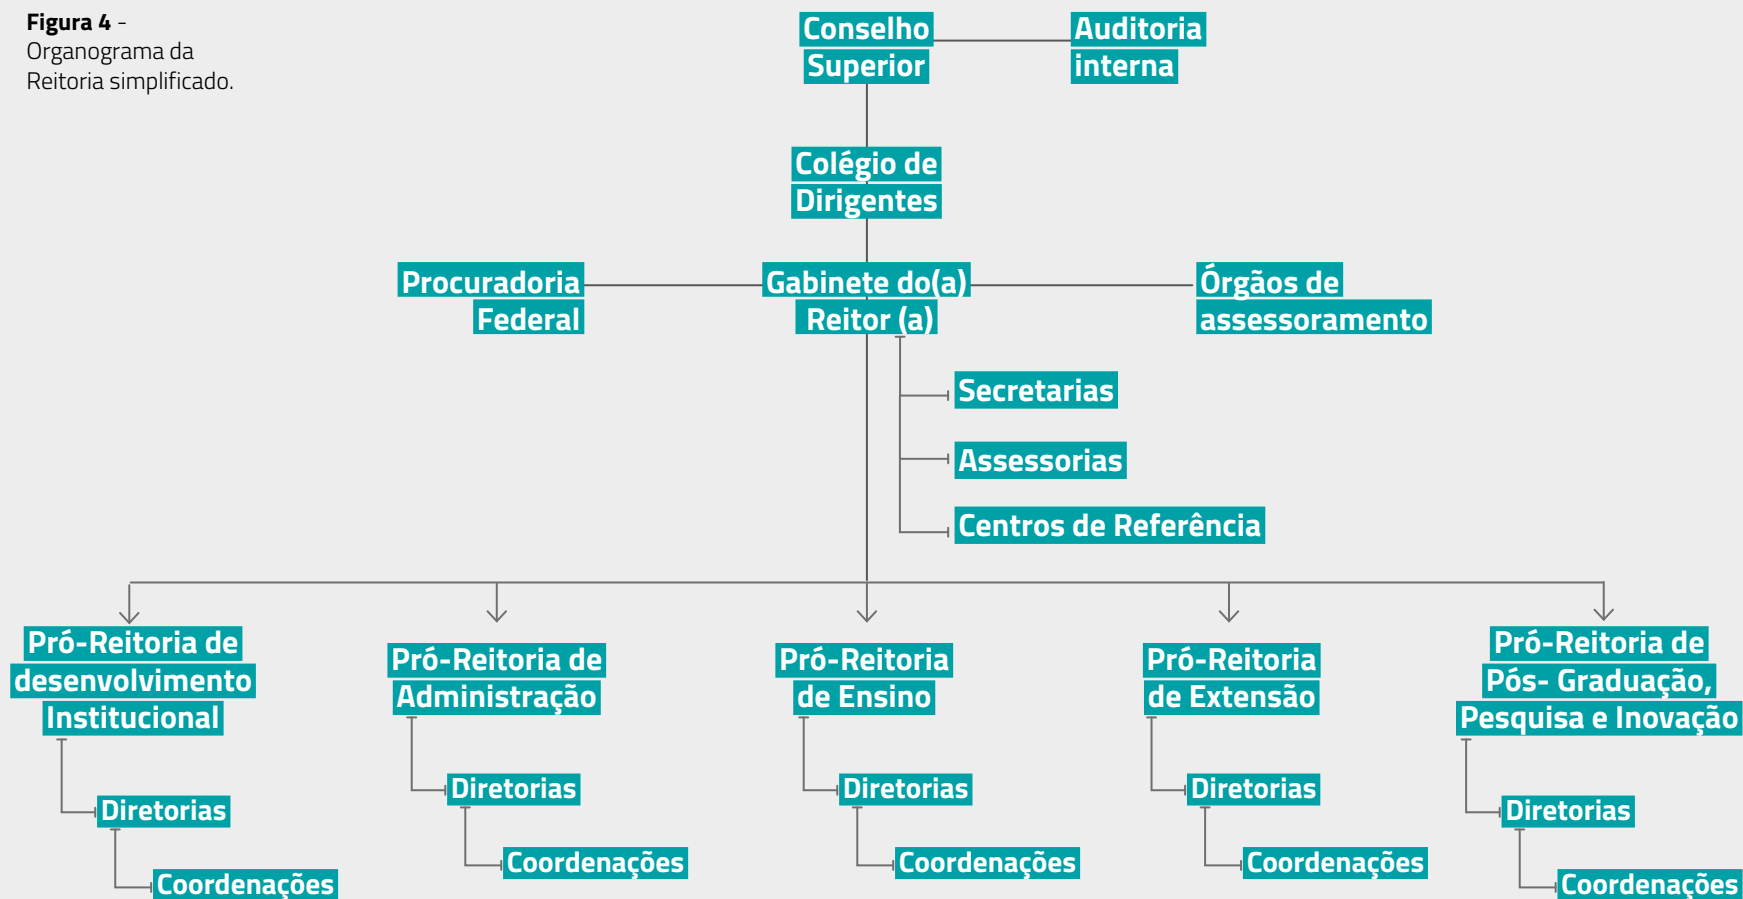 Figura 4 -
Organograma da
Reitoria simplificado.
Conselho
Superior
Auditoria
interna
Colégio de
Dirigentes
Procuradoria
Federal
Gabinete do(a)
Reitor (a)
Órgãos de
assessoramento
Secretarias
Assessorias
Centros de Referência
Pró-Reitoria de
desenvolvimento
Institucional
Diretorias
Coordenações
Pró-Reitoria de
Administração
Diretorias
Coordenações
Pró-Reitoria
de Ensino
Diretorias
Coordenações
Pró-Reitoria
de Extensão
Diretorias
Coordenações
Pró-Reitoria de
Pós- Graduação,
Pesquisa e Inovação
Diretorias
Coordenações